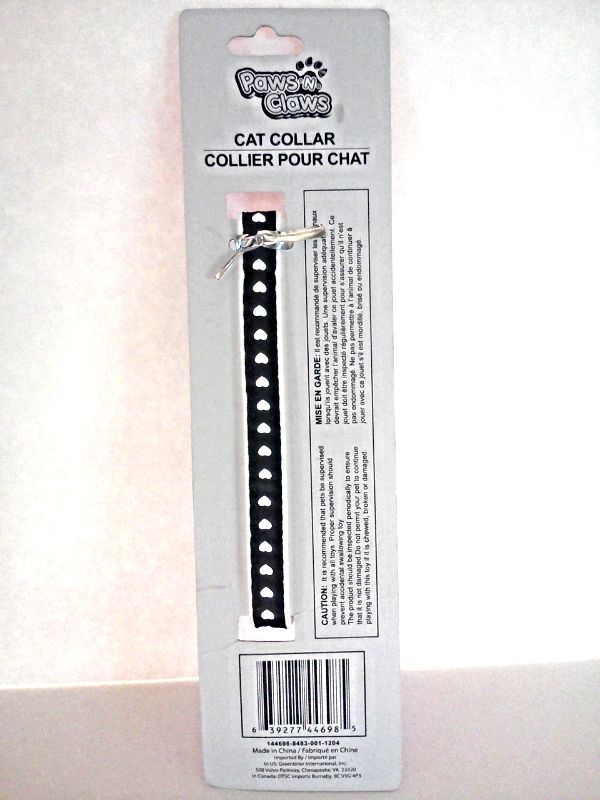 Paws 'N' Claws
CAT COLLAR
COLLIER POUR CHAT
MISE EN GARDE: Il est recommandé de superviser les
lorsqu'ils jouent avec des jouets. Une supervision adéquate Ce
devrait empêcher l'animal d'avaler ce jouet accidentellement.
jouet doit être inspecté régulièrement pour s'assurer qu'il n'est
pas endommagé. Ne pas permettre à l'animal de continuer à
jouer avec ce jouet s'il est mordillé, brisé ou endommagé.
CAUTION: It is recommended that pets be supervised
when playing with all toys. Proper supervision should
prevent accidental swallowing toy.
The product should be inspected periodically to ensure
that it is not damaged.Do not permit your pet to continue
playing with this toy if it is chewed, broken or damaged.
6 39277 44698 5
144698-8483-001-1204
Made in China / Fabriqué en Chine
Imported By / Importé par
In US: Greenbrier International, Inc.
500 Volvo Parkway, Chesapeake, VA 23320
In Canada: DTSC Imports Burnaby, BC V5G 4P3